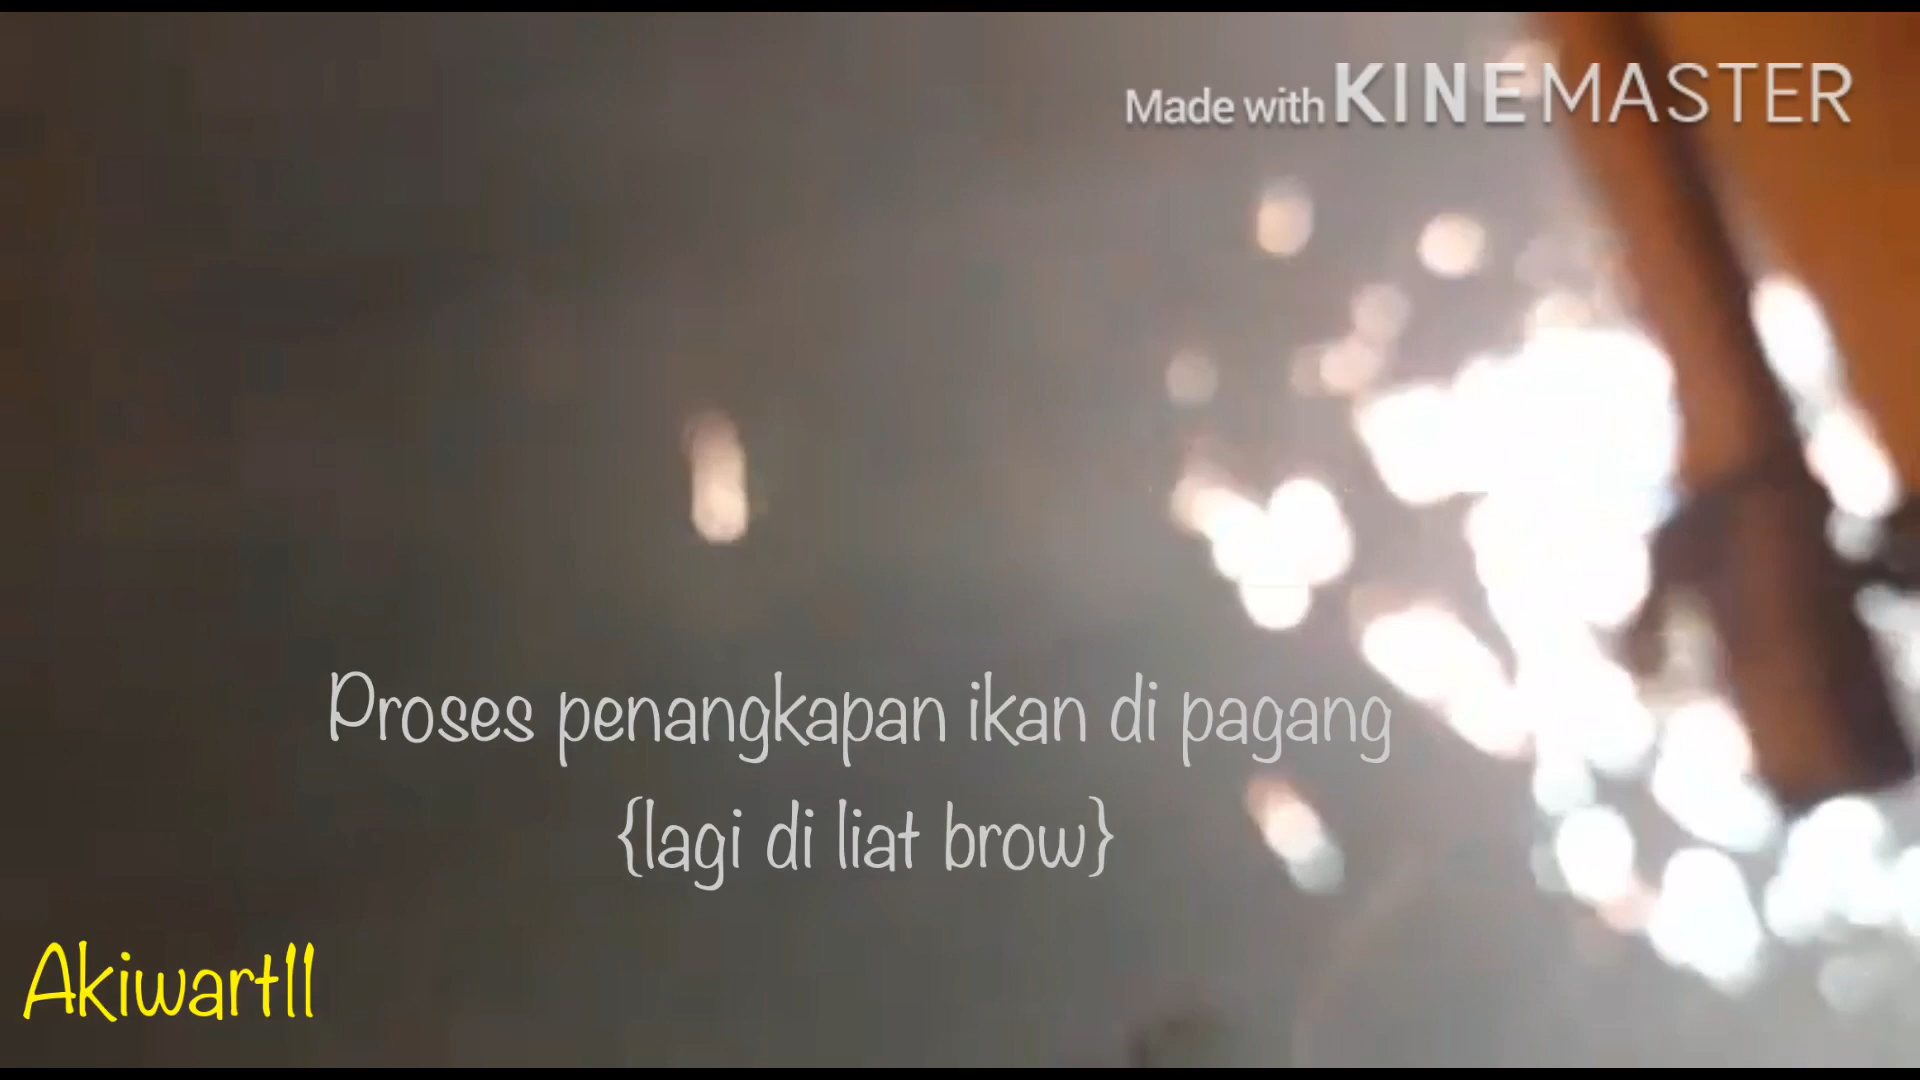 Made with KINEMASTER
Proses penangkapan ikan di pagang
{lagi di liat brow}
Akiwart11